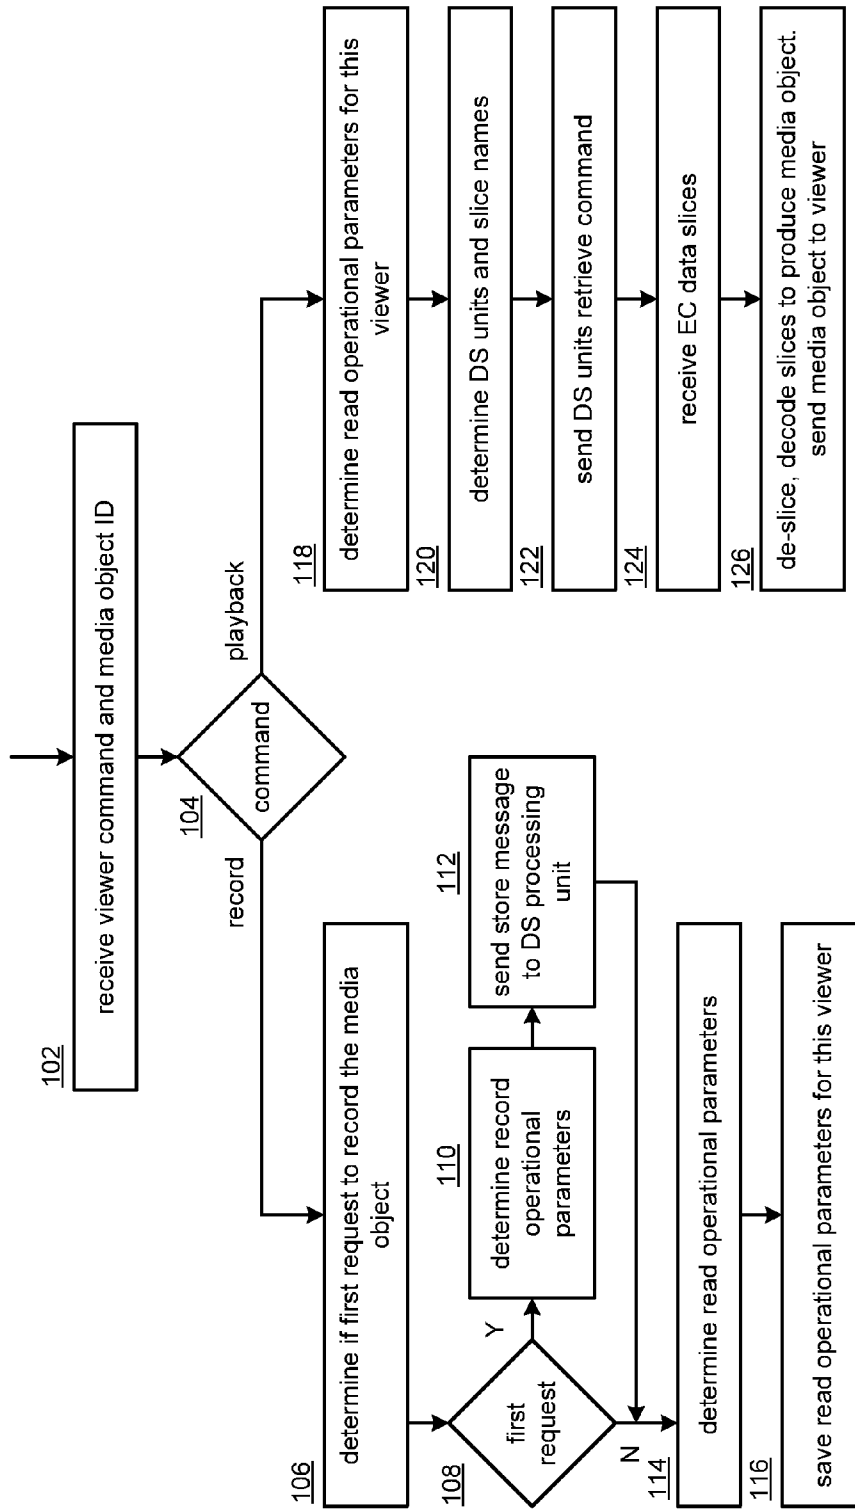 102
receive viewer command and media object ID
104
command
record
playback
106
determine if first request to record the media
object
108
first
request
Y
N
110
determine record
operational
parameters
112
send store message
to DS processing
unit
114
determine read operational parameters
116
save read operational parameters for this viewer
118
determine read operational parameters for this
viewer
120
determine DS units and slice names
122
send DS units retrieve command
124
receive EC data slices
126
de-slice, decode slices to produce media object.
send media object to viewer